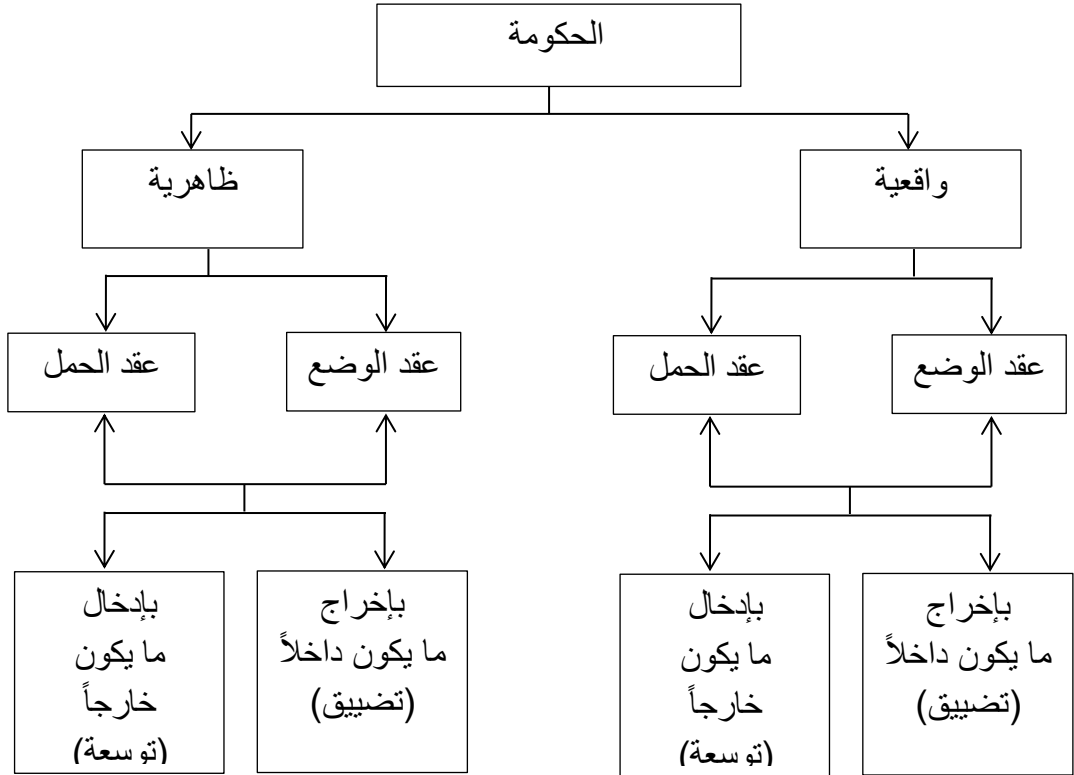 الحكومة
واقعية
ظاهرية
عقد الوضع
عقد الحمل
عقد الوضع
عقد الحمل
بإخراج
ما يكون داخلاً
(تضييق)
بإدخال
ما يكون
خارجاً
(توسعة)
بإخراج
ما يكون داخلاً
(تضييق)
بإدخال
ما يكون
خارجاً
(توسعة)